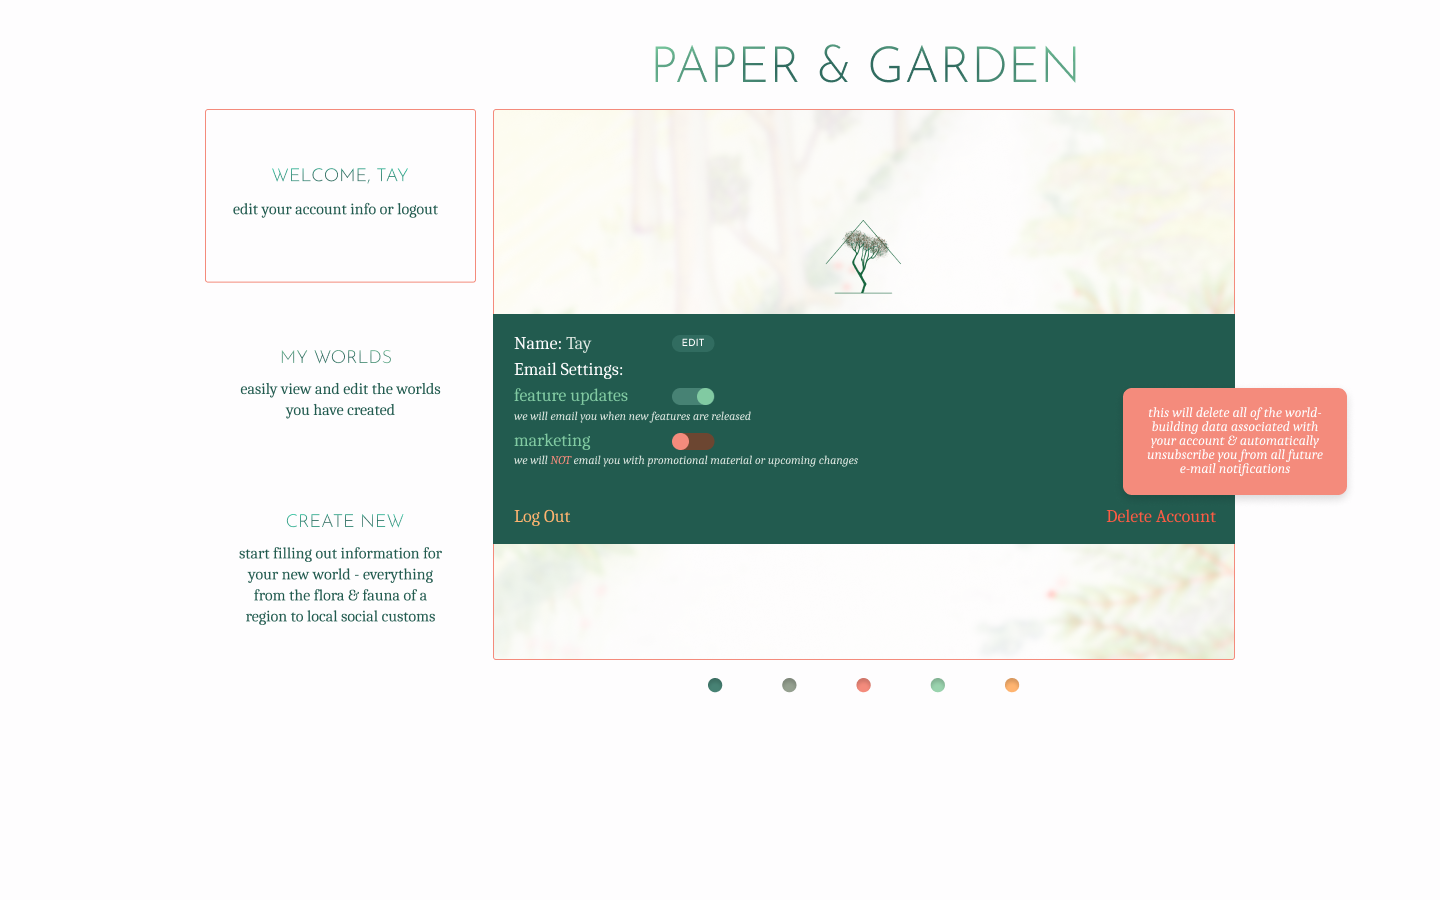 PAPER & GARDEN
WELCOME, TAY
edit your account info or logout
MY WORLDS
easily view and edit the worlds
you have created
CREATE NEW
start filling out information for
your new world - everything
from the flora & fauna of a
region to local social customs
Name: Tay
EDIT
Email Settings:
feature updates
we will email you when new features are released
marketing
we will NOT email you with promotional material or upcoming changes
this will delete all of the world-
building data associated with
your account & automatically
unsubscribe you from all future
e-mail notifications
Log Out
Delete Account